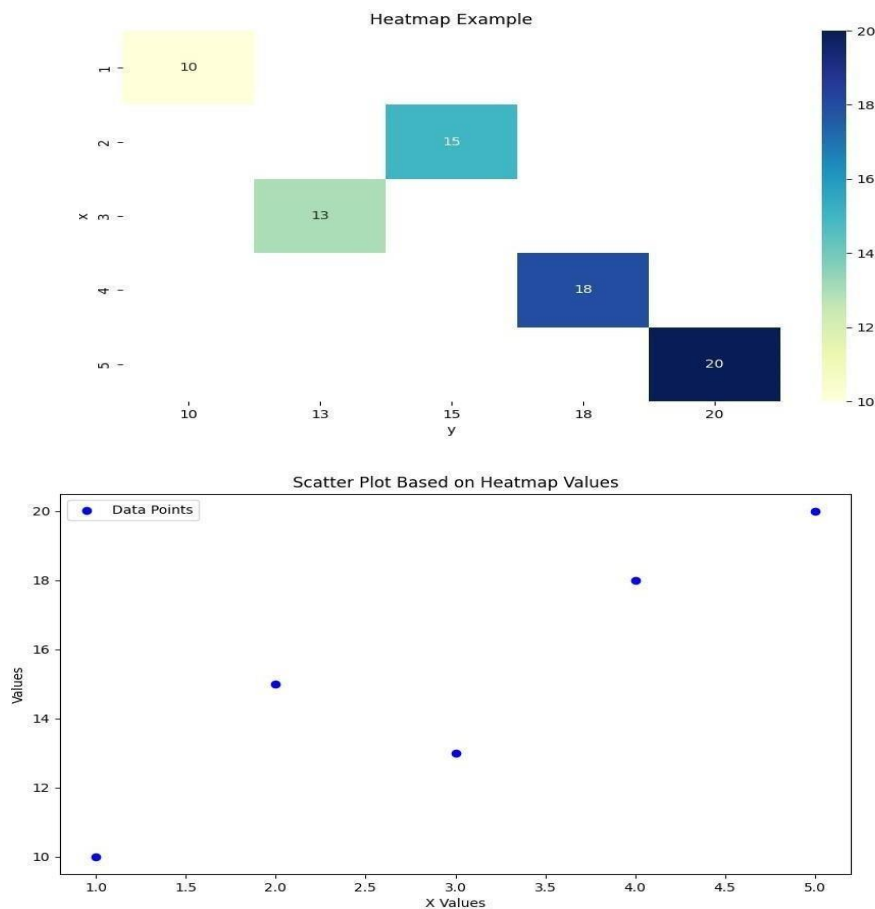 Heatmap Example
10
15
13
18
20
1
2
3
4
5
x
10 13 15 18 20
y
20
18
16
14
12
10
Scatter Plot Based on Heatmap Values
Data Points
20
18
16
14
12
10
Values
1.0 1.5 2.0 2.5 3.0 3.5 4.0 4.5 5.0
X Values